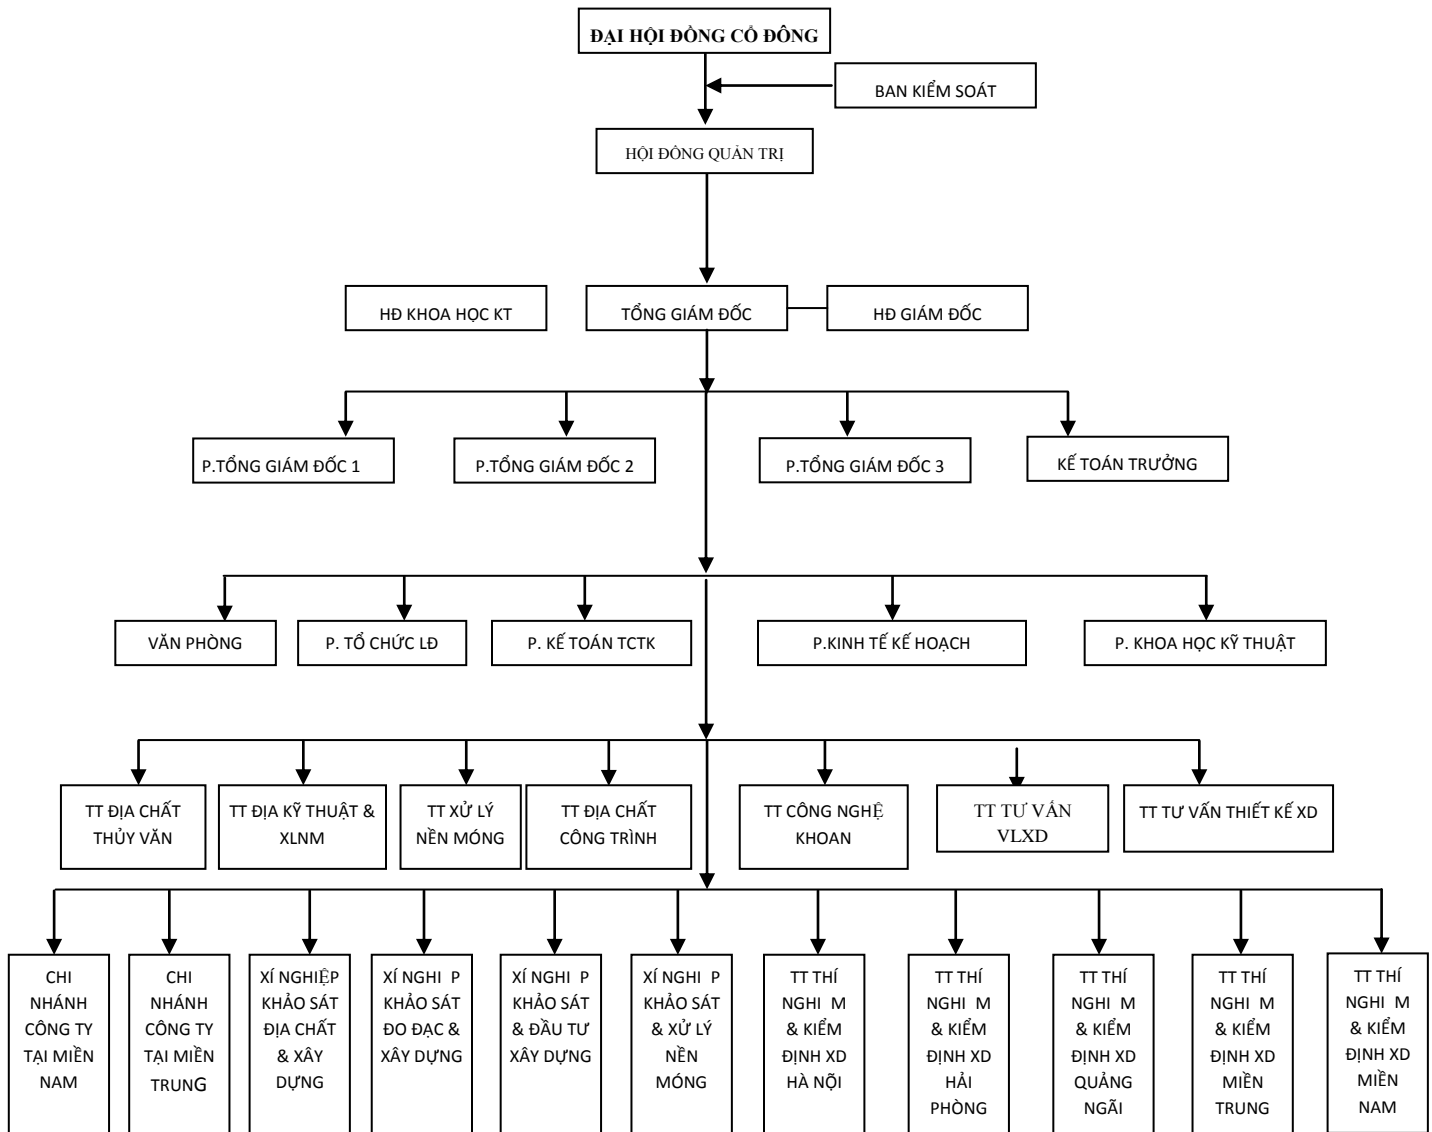 ĐẠI HỘI ĐỒNG CỔ ĐÔNG
BAN KIỂM SOÁT
HỘI ĐỒNG QUẢN TRỊ
HĐ KHOA HỌC KT
TỔNG GIÁM ĐỐC
HĐ GIÁM ĐỐC
P.TỔNG GIÁM ĐỐC 1
P.TỔNG GIÁM ĐỐC 2
P.TỔNG GIÁM ĐỐC 3
KẾ TOÁN TRƯỞNG
VĂN PHÒNG
P. TỔ CHỨC LĐ
P. KẾ TOÁN TCTK
P.KINH TẾ KẾ HOẠCH
P. KHOA HỌC KỸ THUẬT
TT ĐỊA CHẤT
THỦY VĂN
TT ĐỊA KỸ THUẬT &
XLNM
TT XỬ LÝ
NỀN MÓNG
TT ĐỊA CHẤT
CÔNG TRÌNH
TT CÔNG NGHỆ
KHOAN
TT TƯ VẤN
VLXD
TT TƯ VẤN THIẾT KẾ XD
CHI
NHÁNH
CÔNG TY
TẠI MIỀN
NAM
CHI
NHÁNH
CÔNG TY
TẠI MIỀN
TRUNG
XÍ NGHIỆP
KHẢO SÁT
ĐỊA CHẤT
& XÂY
DỰNG
XÍ NGHI P
KHẢO SÁT
ĐO ĐẠC &
XÂY DỰNG
XÍ NGHI P
KHẢO SÁT
& ĐẦU TƯ
XÂY DỰNG
XÍ NGHI P
KHẢO SÁT
& XỬ LÝ
NỀN
MÓNG
TT THÍ
NGHI M
& KIỂM
ĐỊNH XD
HÀ NỘI
TT THÍ
NGHI M
& KIỂM
ĐỊNH XD
HẢI
PHÒNG
TT THÍ
NGHI M
& KIỂM
ĐỊNH XD
QUẢNG
NGÃI
TT THÍ
NGHI M
& KIỂM
ĐỊNH XD
MIỀN
TRUNG
TT THÍ
NGHI M
& KIỂM
ĐỊNH XD
MIỀN
NAM